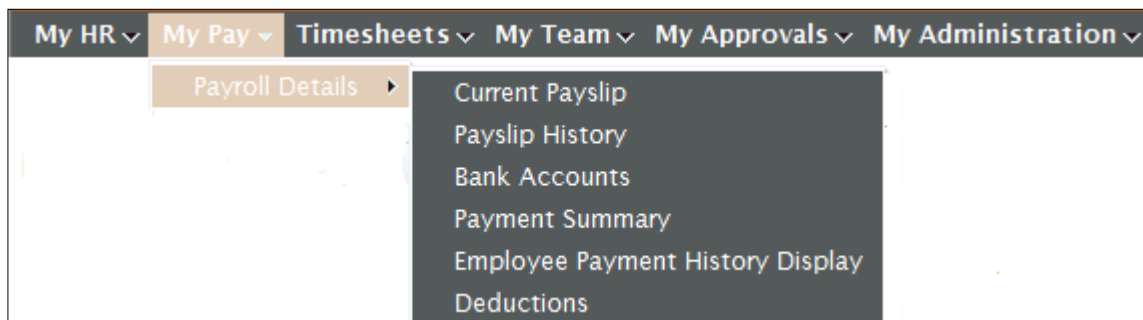 My HR My Pay Timesheets My Team My Approvals My Administration
Payroll Details
Current Payslip
Payslip History
Bank Accounts
Payment Summary
Employee Payment History Display
Deductions